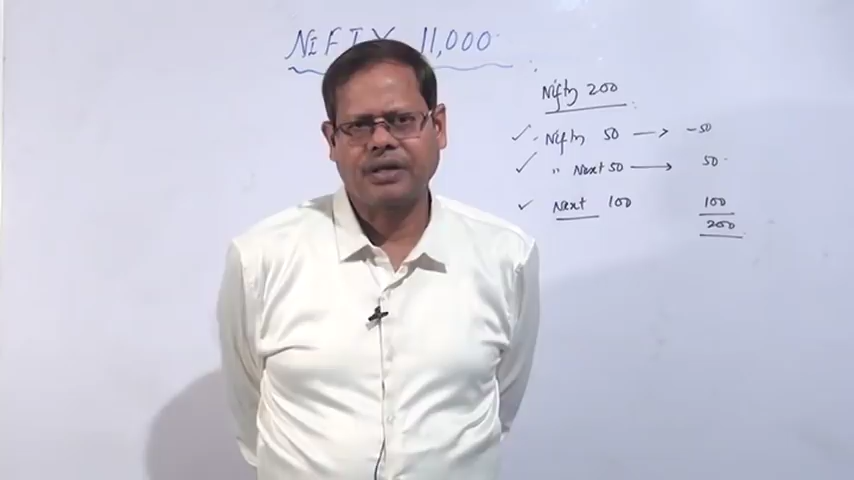 NIFTY 11,000
Nifty 200
✓ Nifty 50 → -50
✓ " Next 50 → 50
✓ Next 100 100
200